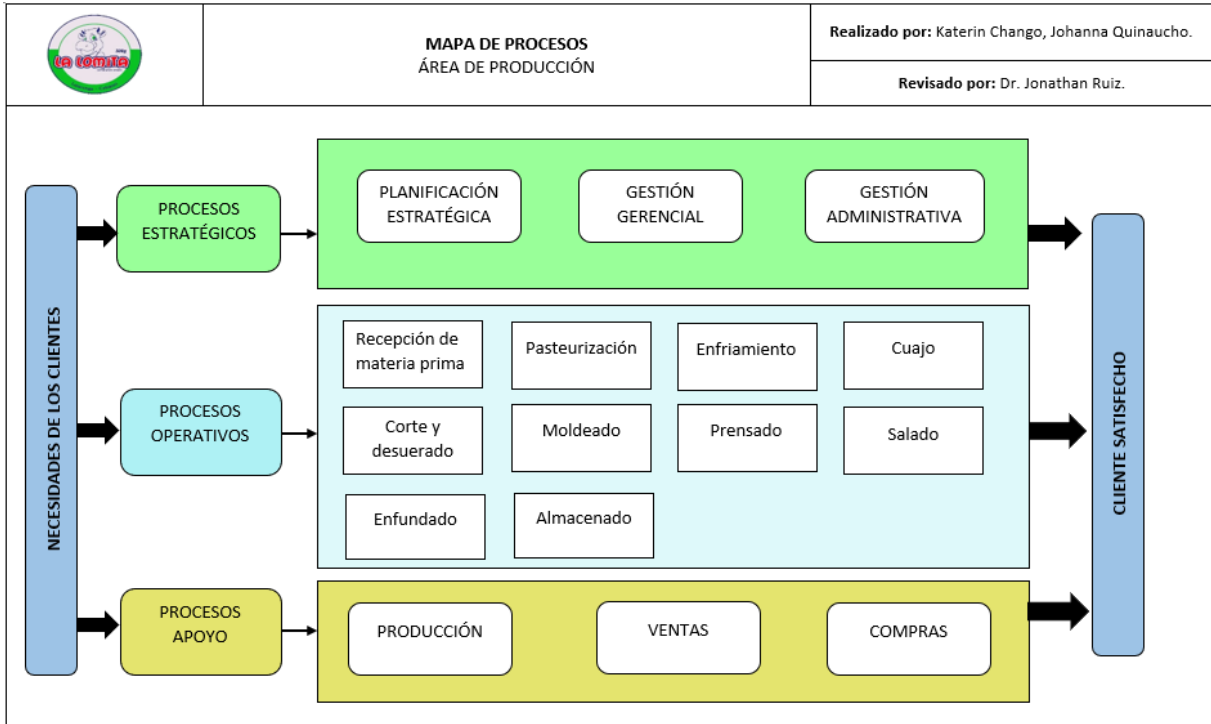 LA LOMITA
MAPA DE PROCESOS
ÁREA DE PRODUCCIÓN
Realizado por: Katerin Chango, Johanna Quinaucho.
Revisado por: Dr. Jonathan Ruiz.
NECESIDADES DE LOS CLIENTES
PROCESOS
ESTRATÉGICOS
PLANIFICACIÓN
ESTRATÉGICA
GESTIÓN
GERENCIAL
GESTIÓN
ADMINISTRATIVA
PROCESOS
OPERATIVOS
Recepción de
materia prima
Pasteurización
Enfriamiento
Cuajo
Corte y
desuerado
Moldeado
Prensado
Salado
Enfundado
Almacenado
PROCESOS
APOYO
PRODUCCIÓN
VENTAS
COMPRAS
CLIENTE SATISFECHO